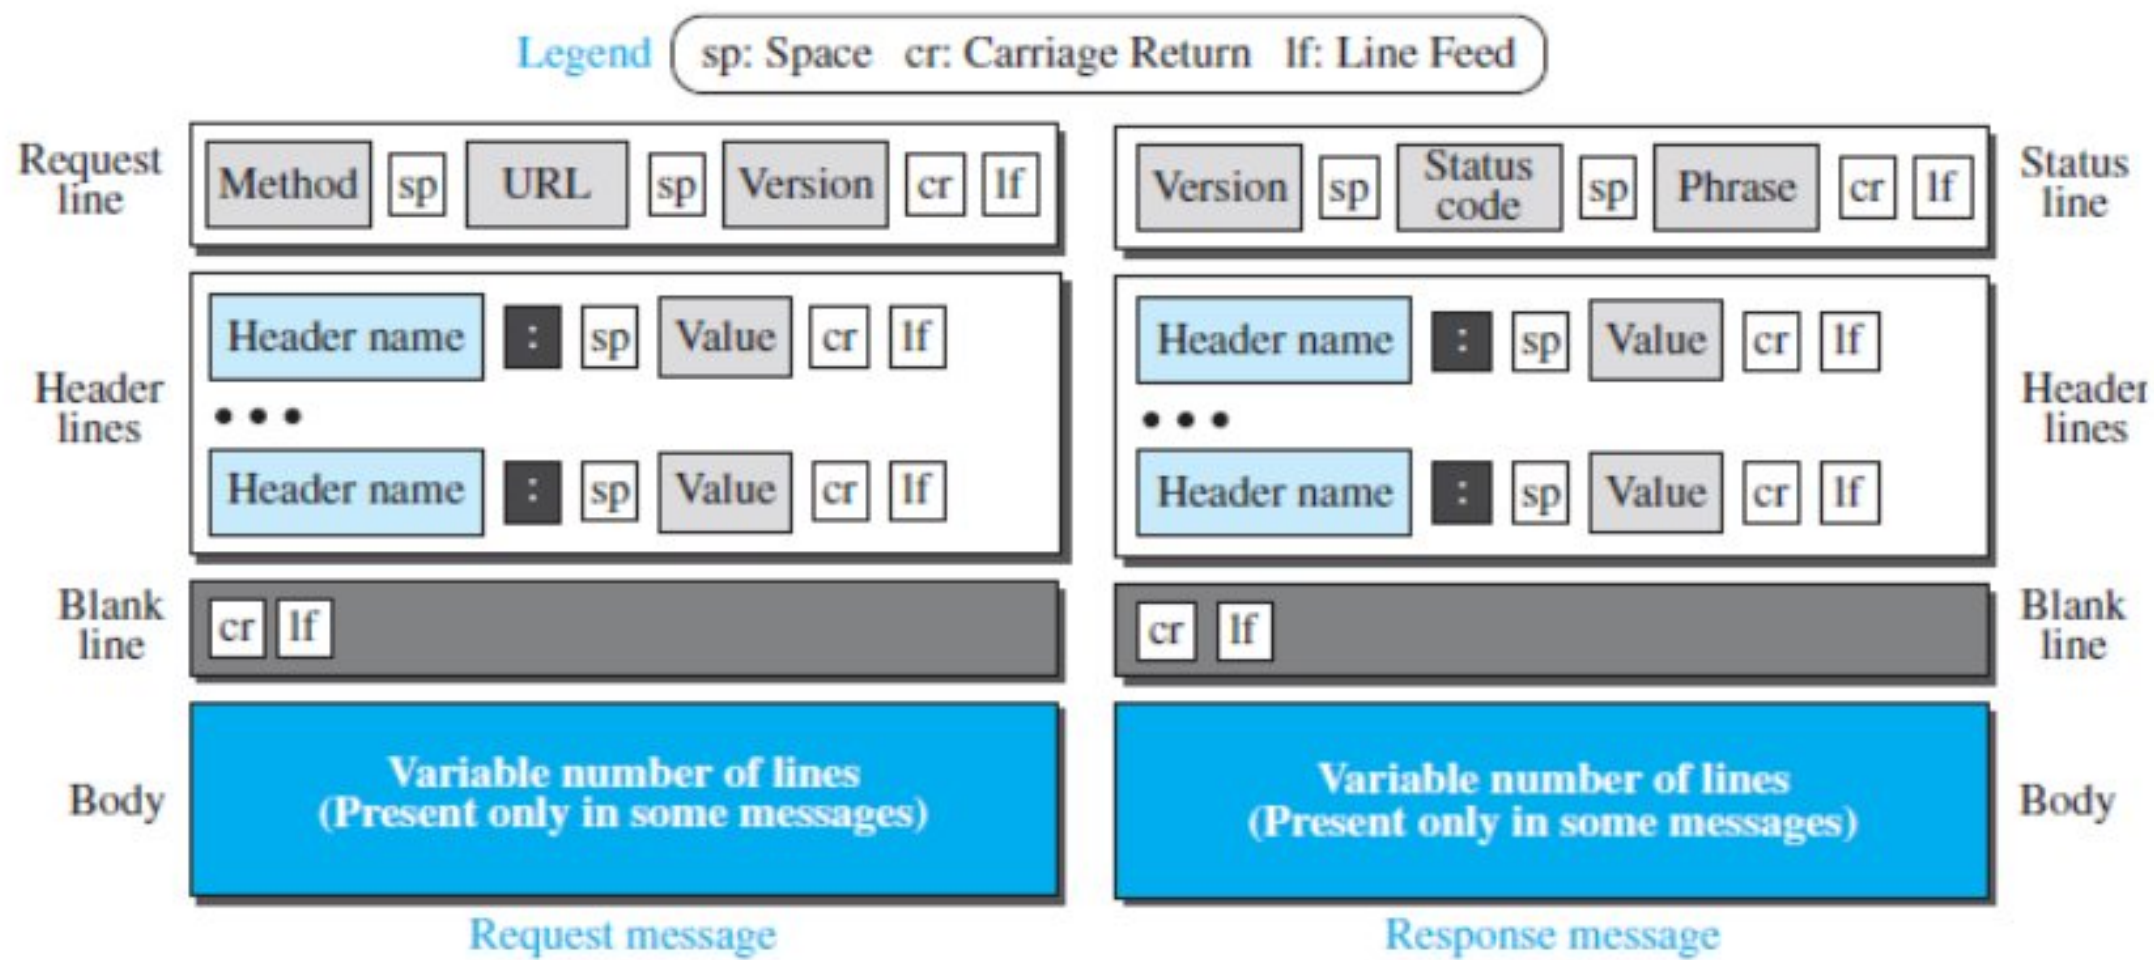 Legend sp: Space cr: Carriage Return lf: Line Feed
Request line
Method sp URL sp Version cr lf
Header lines
Header name : sp Value cr lf
• • •
Header name : sp Value cr lf
Blank line
cr lf
Body
Variable number of lines
(Present only in some messages)
Request message
Version sp Status code sp Phrase cr lf
Status line
Header name : sp Value cr lf
• • •
Header name : sp Value cr lf
Header lines
cr lf
Blank line
Variable number of lines
(Present only in some messages)
Body
Response message